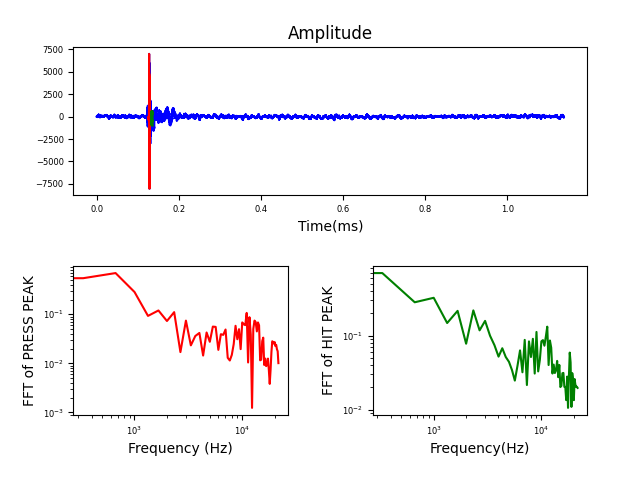 Amplitude
7500
5000
2500
0
−2500
−5000
−7500
0.0 0.2 0.4 0.6 0.8 1.0
Time(ms)
FFT of PRESS PEAK
10⁻¹
10⁻²
10⁻³
10³ 10⁴
Frequency (Hz)
FFT of HIT PEAK
10⁻¹
10⁻²
10³ 10⁴
Frequency(Hz)